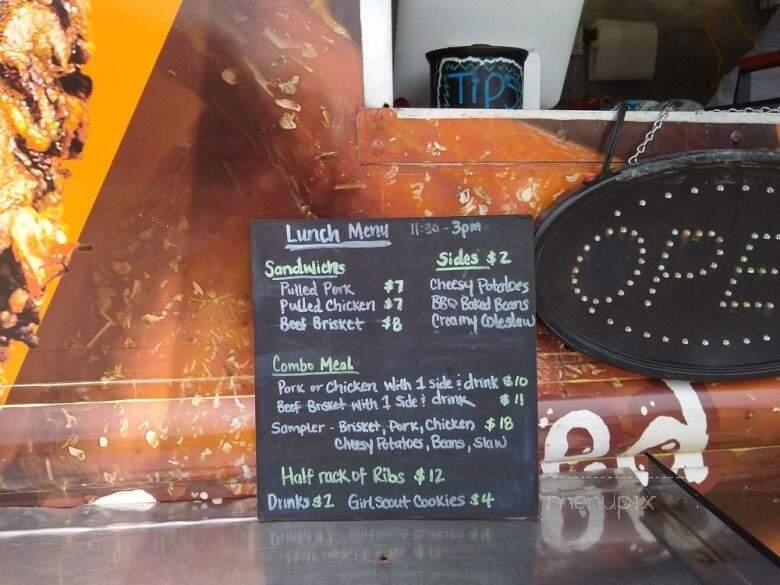 TiPS
Lunch Menu 11:30 - 3pm
Sandwichs
Pulled Pork $7
Pulled Chicken $7
Beef Brisket $8
Sides $2
Cheesy Potatoes
BBQ Baked Beans
Creamy Coleslaw
Combo Meal
Pork or Chicken with 1 side & drink $10
Beef Brisket with 1 side & drink $11
Sampler - Brisket, Pork, Chicken $18
Cheesy Potatoes, Beans, Slaw
Half rack of Ribs $12
Drinks $1 Girl Scout Cookies $4
OPE
menupix